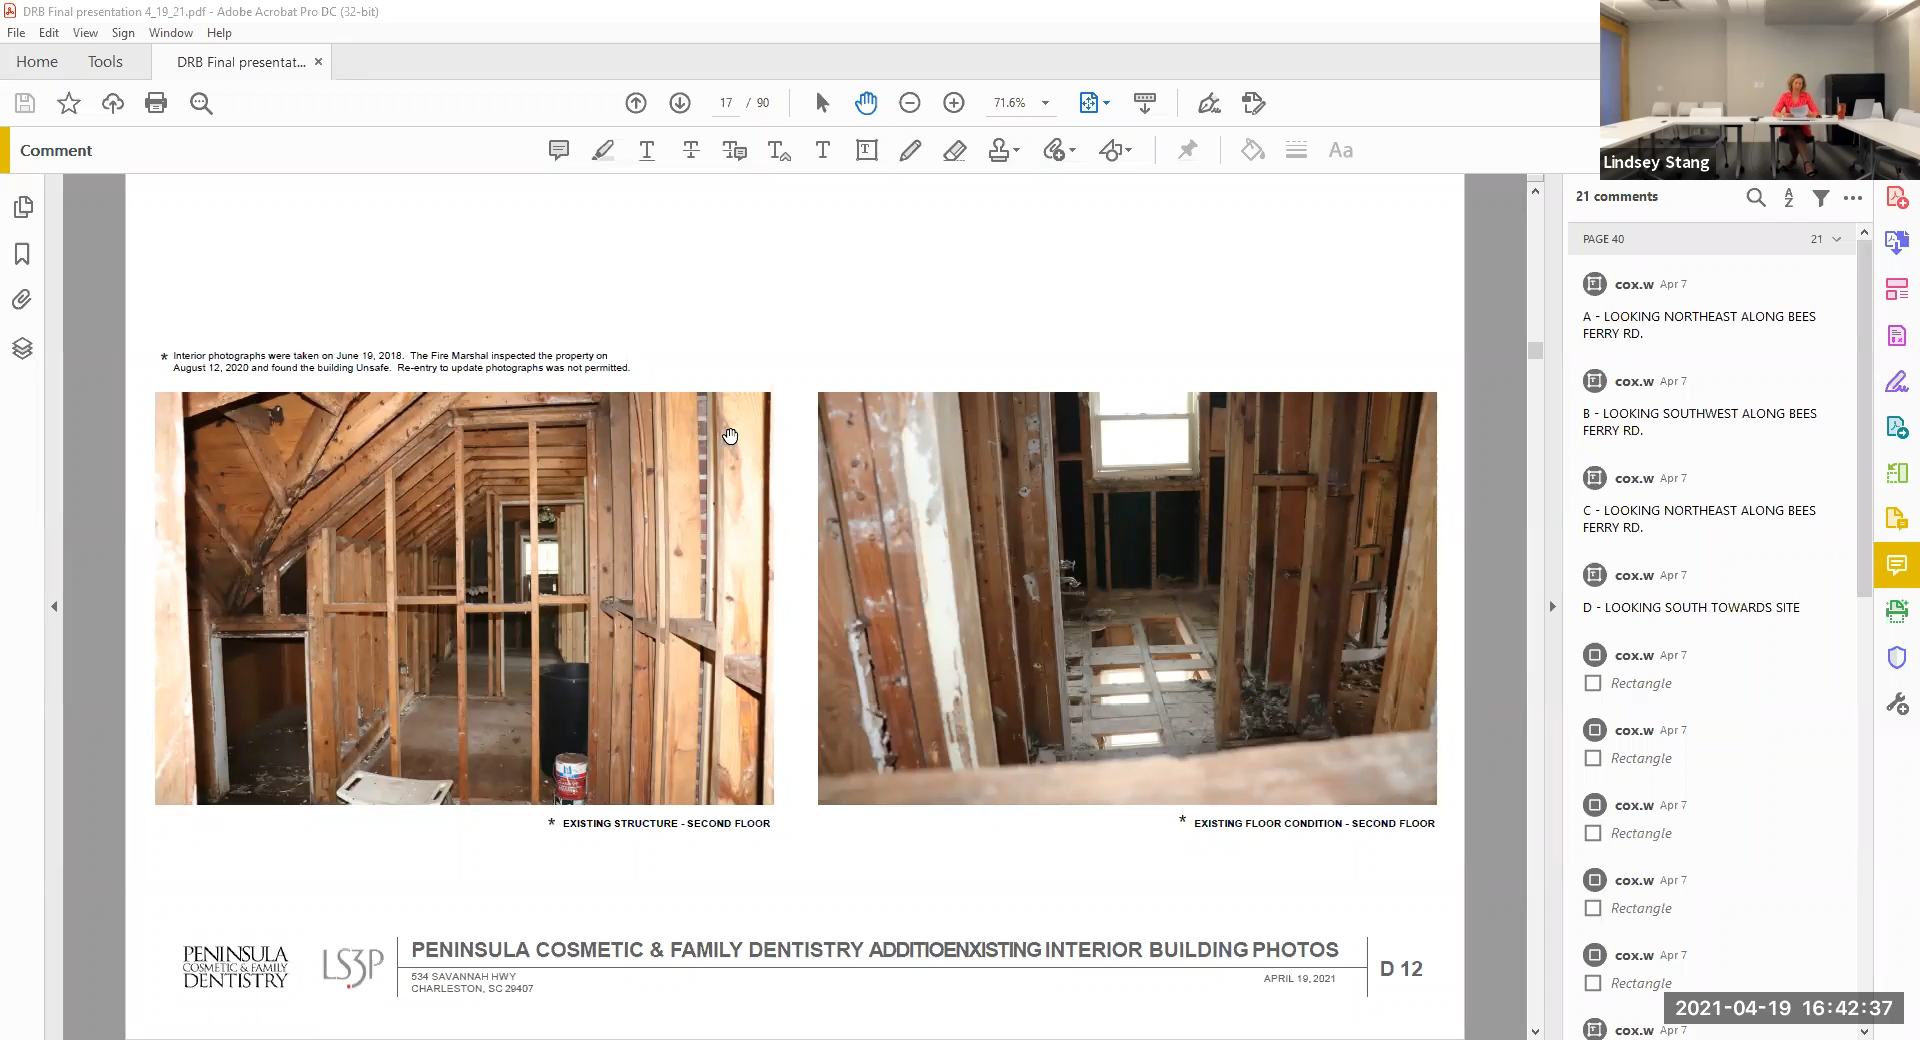 DRB Final presentation 4_19_21.pdf - Adobe Acrobat Pro DC (32-bit)
File Edit View Sign Window Help
Home Tools DRB Final presentat... ×
17 / 90 71.6%
Comment
Lindsey Stang
21 comments
PAGE 40 21
cox.w Apr 7
A - LOOKING NORTHEAST ALONG BEES
FERRY RD.
cox.w Apr 7
B - LOOKING SOUTHWEST ALONG BEES
FERRY RD.
cox.w Apr 7
C - LOOKING NORTHEAST ALONG BEES
FERRY RD.
cox.w Apr 7
D - LOOKING SOUTH TOWARDS SITE
cox.w Apr 7
Rectangle
cox.w Apr 7
Rectangle
cox.w Apr 7
Rectangle
cox.w Apr 7
Rectangle
cox.w Apr 7
Rectangle
cox.w Apr 7
* Interior photographs were taken on June 19, 2018. The Fire Marshal inspected the property on
August 12, 2020 and found the building Unsafe. Re-entry to update photographs was not permitted.
* EXISTING STRUCTURE - SECOND FLOOR
* EXISTING FLOOR CONDITION - SECOND FLOOR
PENINSULA
COSMETIC & FAMILY
DENTISTRY
LS3P
PENINSULA COSMETIC & FAMILY DENTISTRY ADDITIOENXISTING INTERIOR BUILDING PHOTOS
534 SAVANNAH HWY
CHARLESTON, SC 29407
APRIL 19, 2021
D 12
2021-04-19 16:42:37